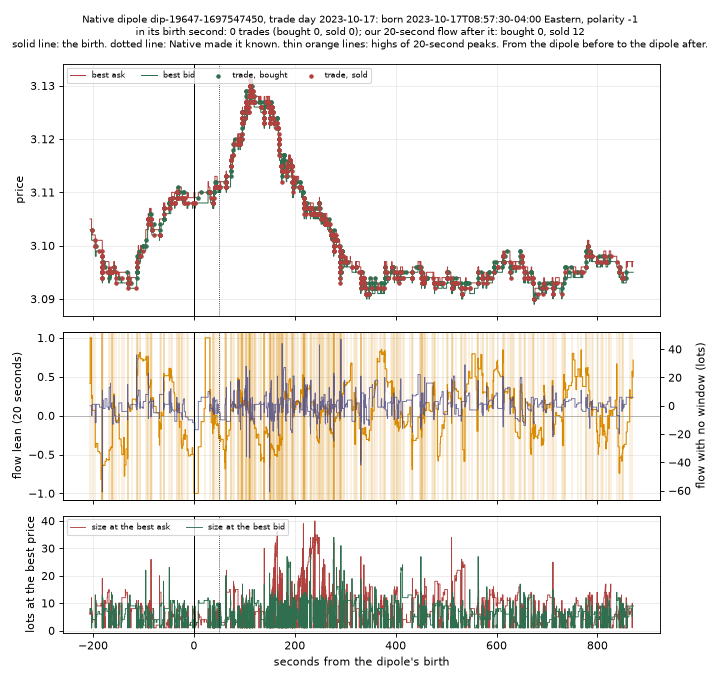 Native dipole dip-19647-1697547450, trade day 2023-10-17: born 2023-10-17T08:57:30-04:00 Eastern, polarity -1
in its birth second: 0 trades (bought 0, sold 0); our 20-second flow after it: bought 0, sold 12
solid line: the birth. dotted line: Native made it known. thin orange lines: highs of 20-second peaks. From the dipole before to the dipole after.
best ask
best bid
trade, bought
trade, sold
price
3.13
3.12
3.11
3.10
3.09
flow lean (20 seconds)
1.0
0.5
0.0
−0.5
−1.0
40
20
0
−20
−40
−60
flow with no window (lots)
size at the best ask
size at the best bid
lots at the best price
40
30
20
10
0
−200
0
200
400
600
800
seconds from the dipole's birth